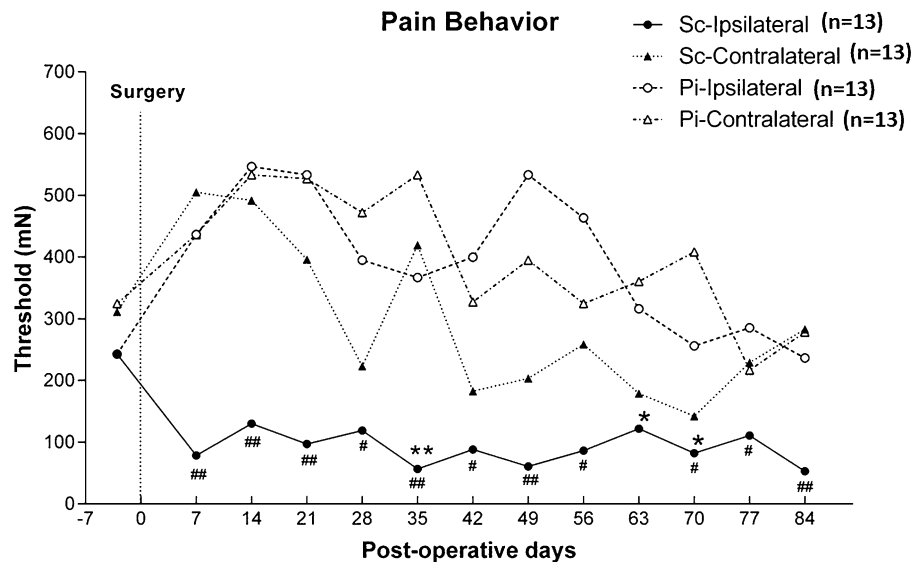 Pain Behavior
Sc-Ipsilateral (n=13)
Sc-Contralateral (n=13)
Pi-Ipsilateral (n=13)
Pi-Contralateral (n=13)
Surgery
Threshold (mN)
700
600
500
400
300
200
100
0
** * *
## ## ## # ## # ## # # # ##
-7 0 7 14 21 28 35 42 49 56 63 70 77 84
Post-operative days